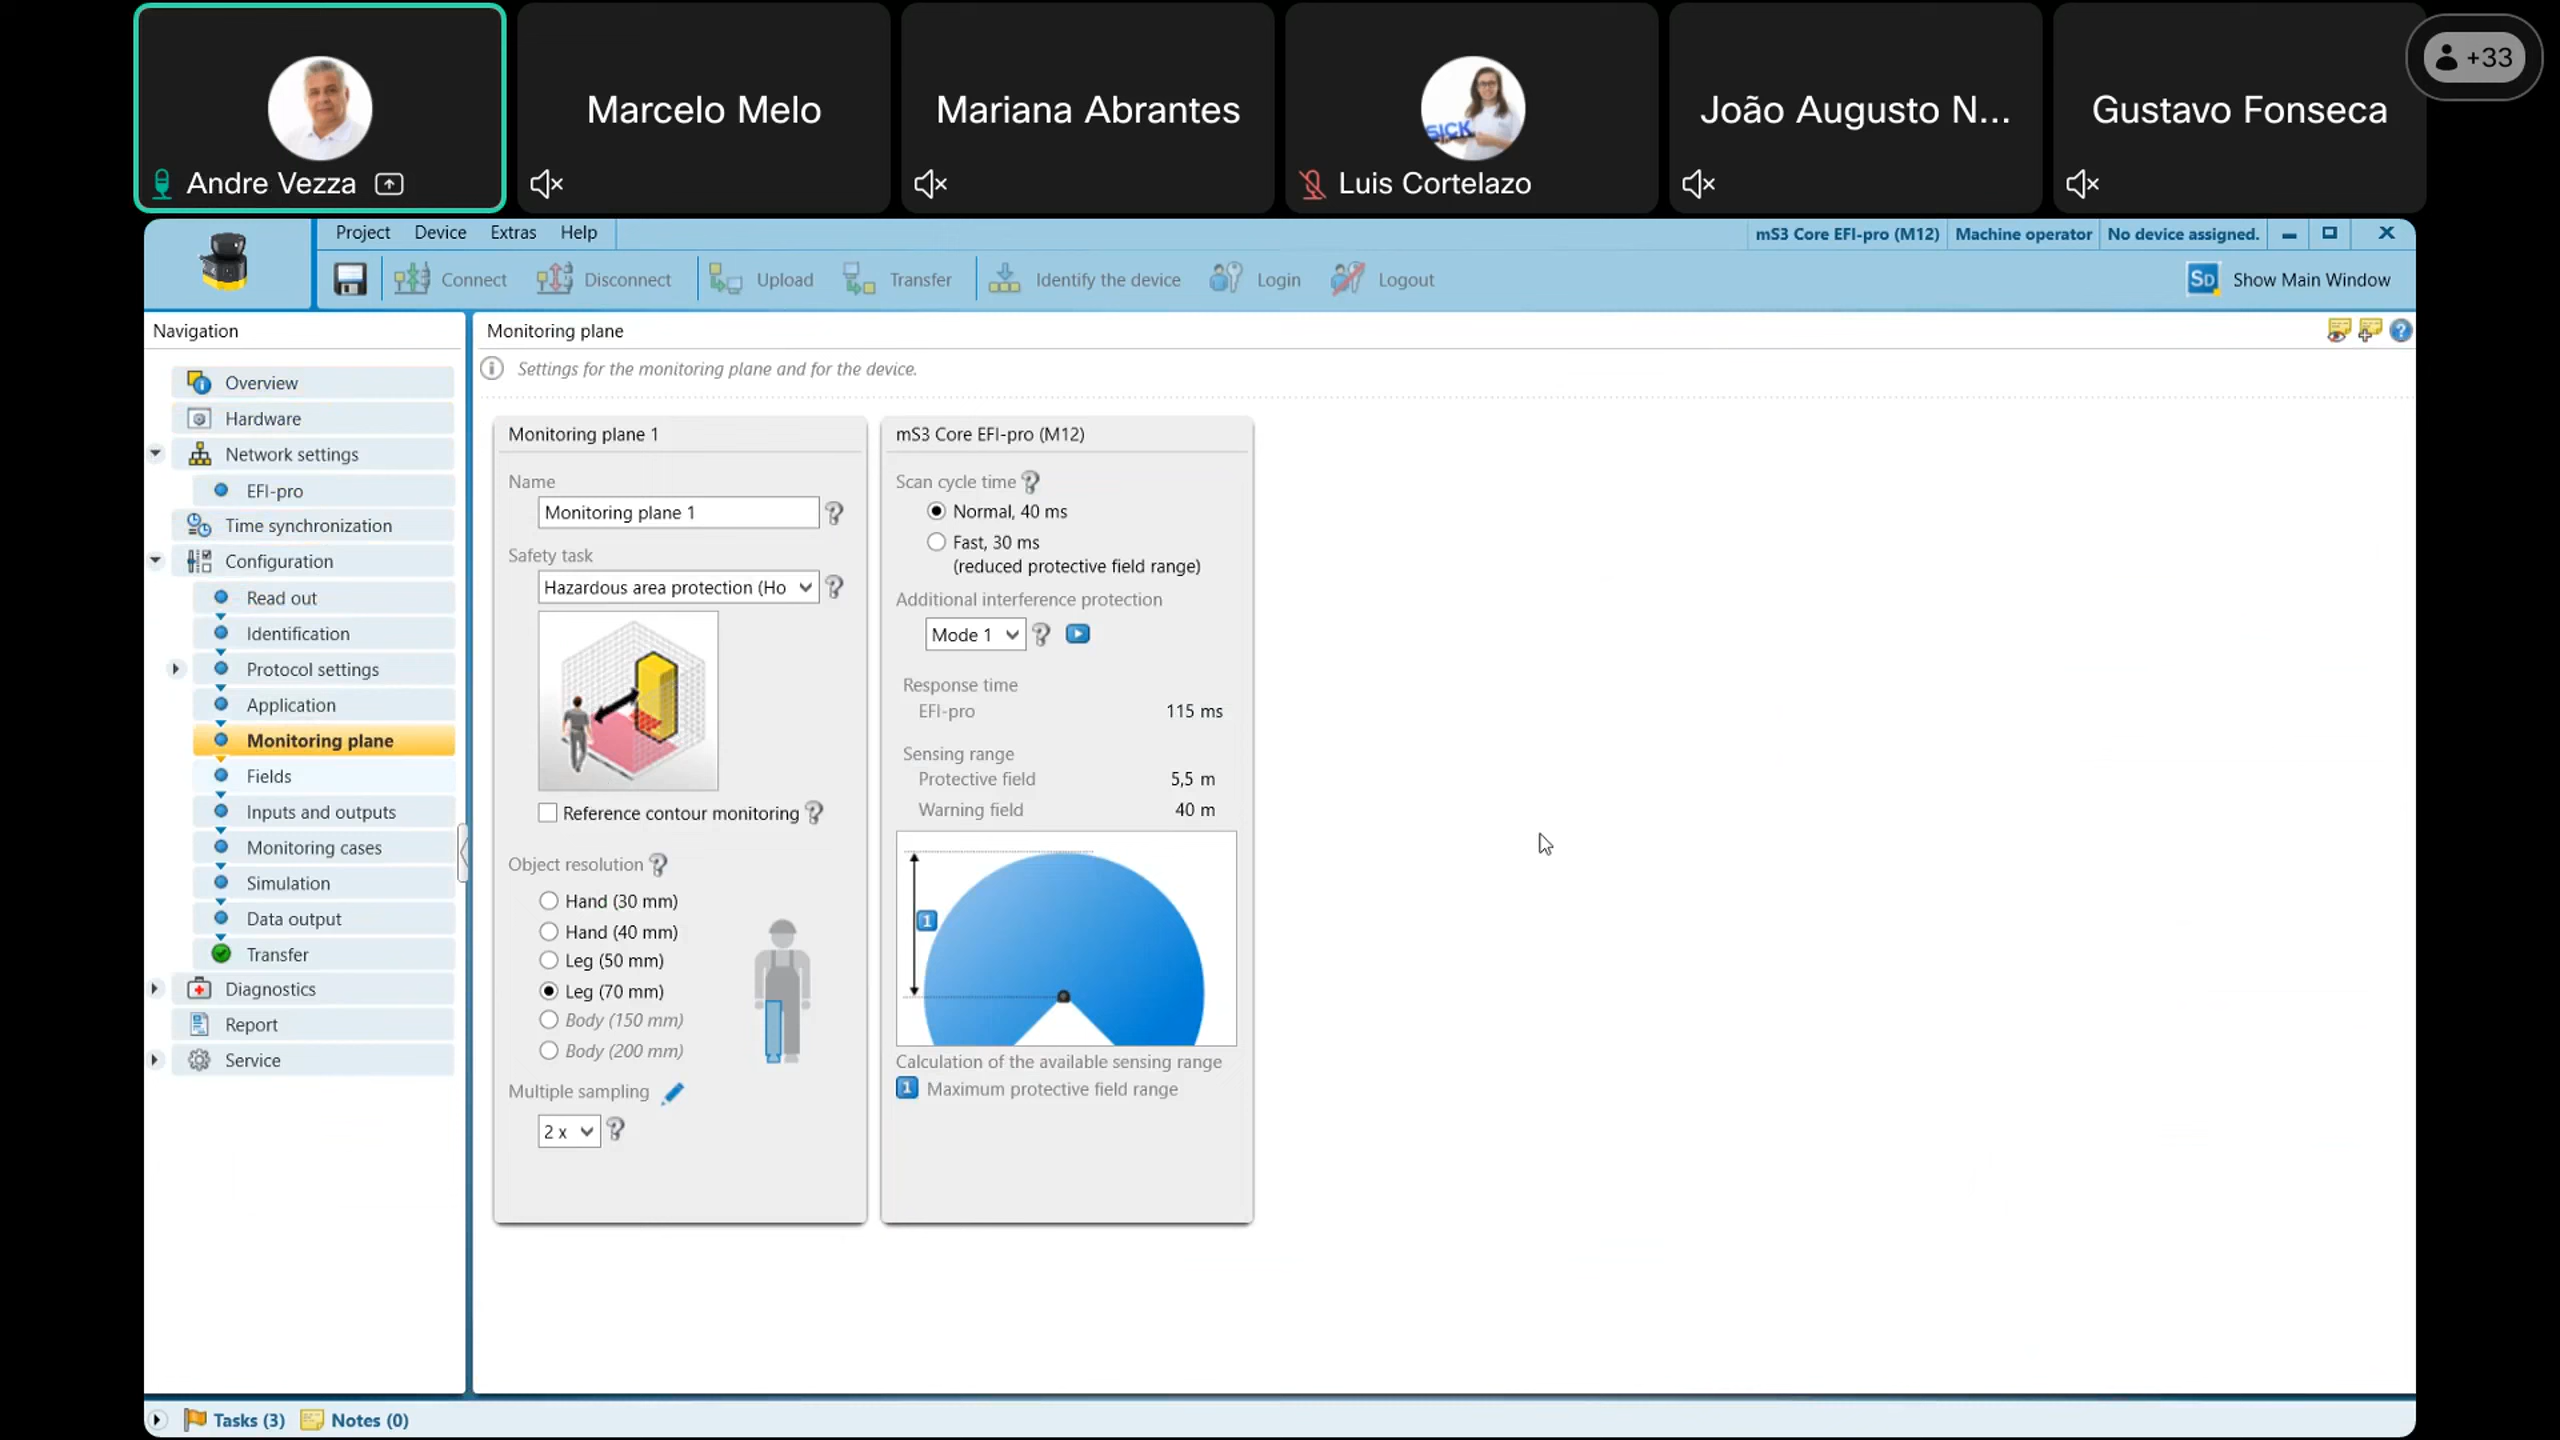 +33
Marcelo Melo
Mariana Abrantes
SICK
João Augusto N...
Gustavo Fonseca
Andre Vezza
Luis Cortelazo
Project Device Extras Help
mS3 Core EFI-pro (M12) Machine operator No device assigned.
Connect Disconnect Upload Transfer Identify the device Login Logout
SD Show Main Window
Navigation
Overview
Hardware
Network settings
EFI-pro
Time synchronization
Configuration
Read out
Identification
Protocol settings
Application
Monitoring plane
Fields
Inputs and outputs
Monitoring cases
Simulation
Data output
Transfer
Diagnostics
Report
Service
Monitoring plane
Settings for the monitoring plane and for the device.
Monitoring plane 1
Name
Monitoring plane 1
Safety task
Hazardous area protection (Ho
Reference contour monitoring
Object resolution
Hand (30 mm)
Hand (40 mm)
Leg (50 mm)
Leg (70 mm)
Body (150 mm)
Body (200 mm)
Multiple sampling
2 x
mS3 Core EFI-pro (M12)
Scan cycle time
Normal, 40 ms
Fast, 30 ms
(reduced protective field range)
Additional interference protection
Mode 1
Response time
EFI-pro 115 ms
Sensing range
Protective field 5,5 m
Warning field 40 m
1
Calculation of the available sensing range
1 Maximum protective field range
Tasks (3) Notes (0)